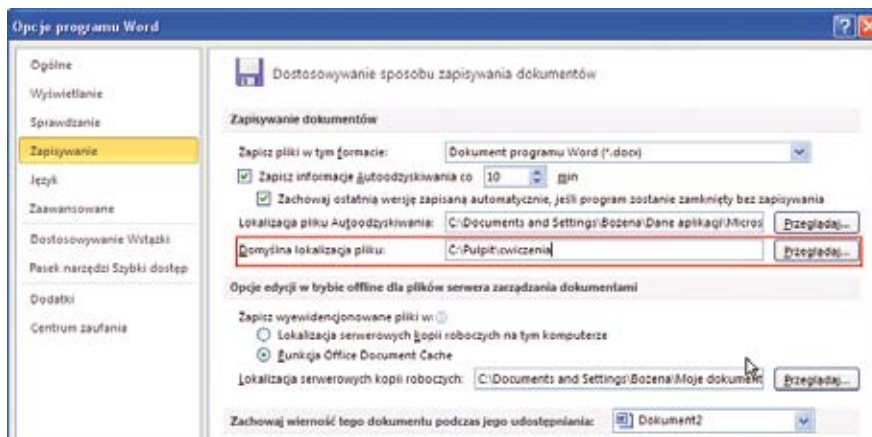 Opcje programu Word
Ogólne
Wyświetlanie
Sprawdzanie
Zapisywanie
Język
Zaawansowane
Dostosowywanie Wstążki
Pasek narzędzi Szybki dostęp
Dodatki
Centrum zaufania
Dostosowywanie sposobu zapisywania dokumentów
Zapisywanie dokumentów
Zapisz pliki w tym formacie: Dokument programu Word (*.docx)
Zapisz informacje Autoodzyskiwania co 10 min
Zachowaj ostatnią wersję zapisaną automatycznie, jeśli program zostanie zamknięty bez zapisywania
Lokalizacja pliku Autoodzyskiwania: C:\Documents and Settings\Bożena\Dane aplikacji\Micros Przeglądaj...
Domyślna lokalizacja pliku: C:\Pulpit\cwiczenia Przeglądaj...
Opcje edycji w trybie offline dla plików serwera zarządzania dokumentami
Zapisz wyewidencjonowane pliki w:
Lokalizacja serwerowych kopii roboczych na tym komputerze
Funkcja Office Document Cache
Lokalizacja serwerowych kopii roboczych: C:\Documents and Settings\Bożena\Moje dokument Przeglądaj...
Zachowaj wierność tego dokumentu podczas jego udostępniania: Dokument2